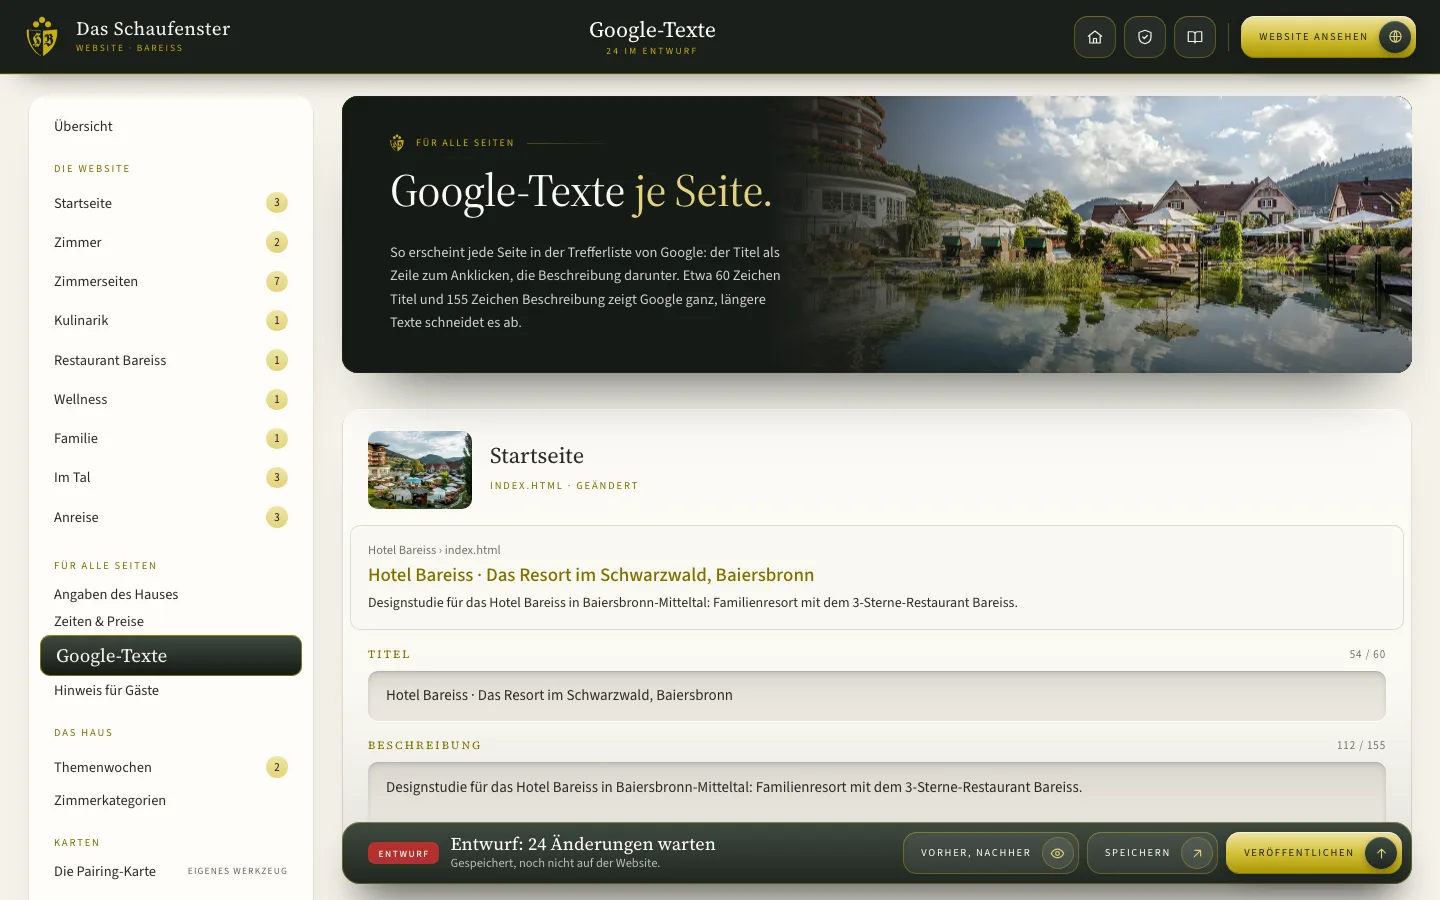 Das Schaufenster
WEBSITE · BAREISS
Google-Texte
24 IM ENTWURF
WEBSITE ANSEHEN
Übersicht
DIE WEBSITE
Startseite 3
Zimmer 2
Zimmerseiten 7
Kulinarik 1
Restaurant Bareiss 1
Wellness 1
Familie 1
Im Tal 3
Anreise 3
FÜR ALLE SEITEN
Angaben des Hauses
Zeiten & Preise
Google-Texte
Hinweis für Gäste
DAS HAUS
Themenwochen 2
Zimmerkategorien
KARTEN
Die Pairing-Karte EIGENES WERKZEUG
FÜR ALLE SEITEN
Google-Texte je Seite.
So erscheint jede Seite in der Trefferliste von Google: der Titel als
Zeile zum Anklicken, die Beschreibung darunter. Etwa 60 Zeichen
Titel und 155 Zeichen Beschreibung zeigt Google ganz, längere
Texte schneidet es ab.
Startseite
INDEX.HTML · GEÄNDERT
Hotel Bareiss › index.html
Hotel Bareiss · Das Resort im Schwarzwald, Baiersbronn
Designstudie für das Hotel Bareiss in Baiersbronn-Mitteltal: Familienresort mit dem 3-Sterne-Restaurant Bareiss.
TITEL 54 / 60
Hotel Bareiss · Das Resort im Schwarzwald, Baiersbronn
BESCHREIBUNG 112 / 155
Designstudie für das Hotel Bareiss in Baiersbronn-Mitteltal: Familienresort mit dem 3-Sterne-Restaurant Bareiss.
ENTWURF
Entwurf: 24 Änderungen warten
Gespeichert, noch nicht auf der Website.
VORHER, NACHHER
SPEICHERN
VERÖFFENTLICHEN